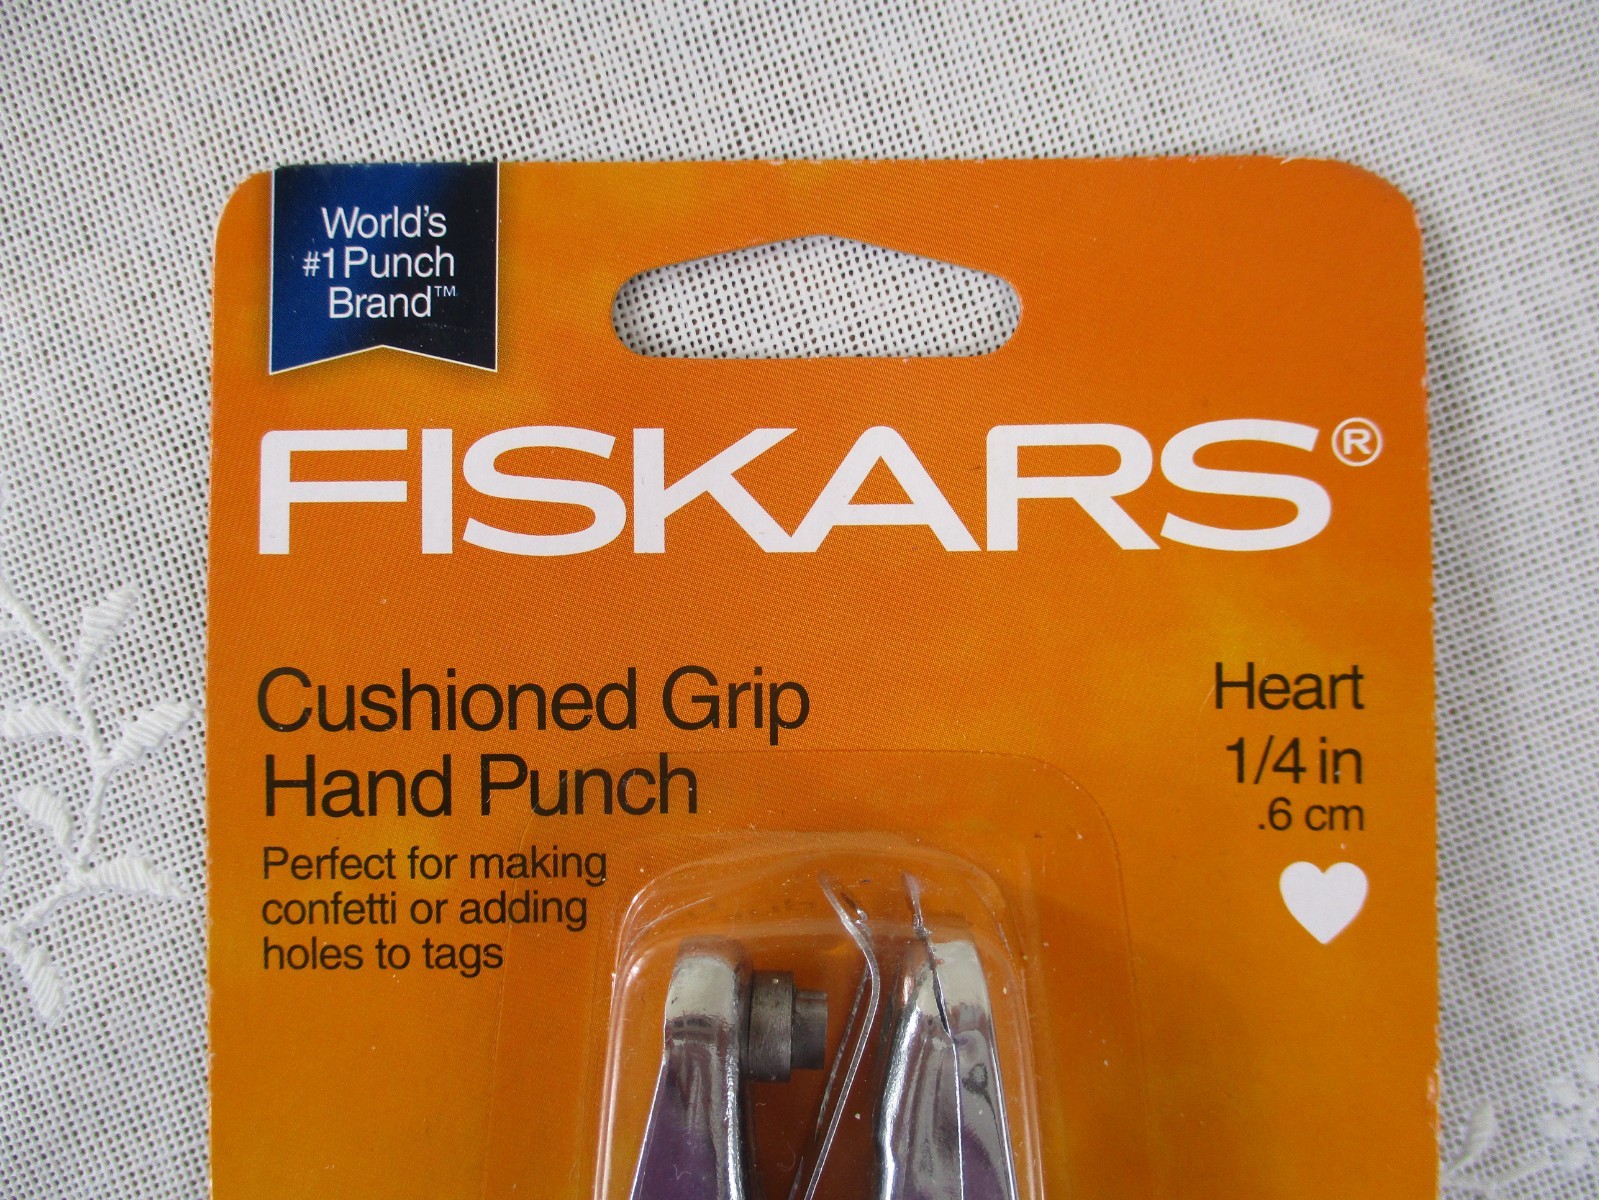 World's
#1 Punch
Brand™
FISKARS®
Cushioned Grip
Hand Punch
Perfect for making
confetti or adding
holes to tags
Heart
1/4 in
.6 cm